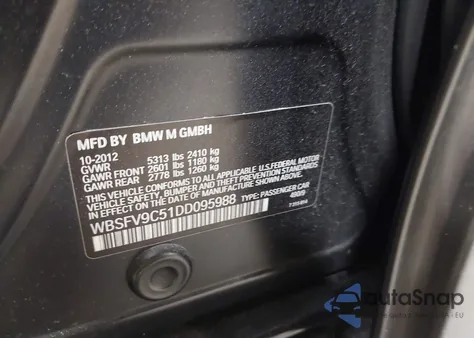 MFD BY BMW M GMBH
10-2012
GVWR 5313 lbs 2410 kg
GAWR FRONT 2601 lbs 1180 kg
GAWR REAR 2778 lbs 1260 kg
THIS VEHICLE CONFORMS TO ALL APPLICABLE U.S. FEDERAL MOTOR
VEHICLE SAFETY, BUMPER AND THEFT PREVENTION STANDARDS IN
EFFECT ON THE DATE OF MANUFACTURE SHOWN ABOVE.
WBSFV9C51DD095988 TYPE: PASSENGER CAR
autoSnap
EU